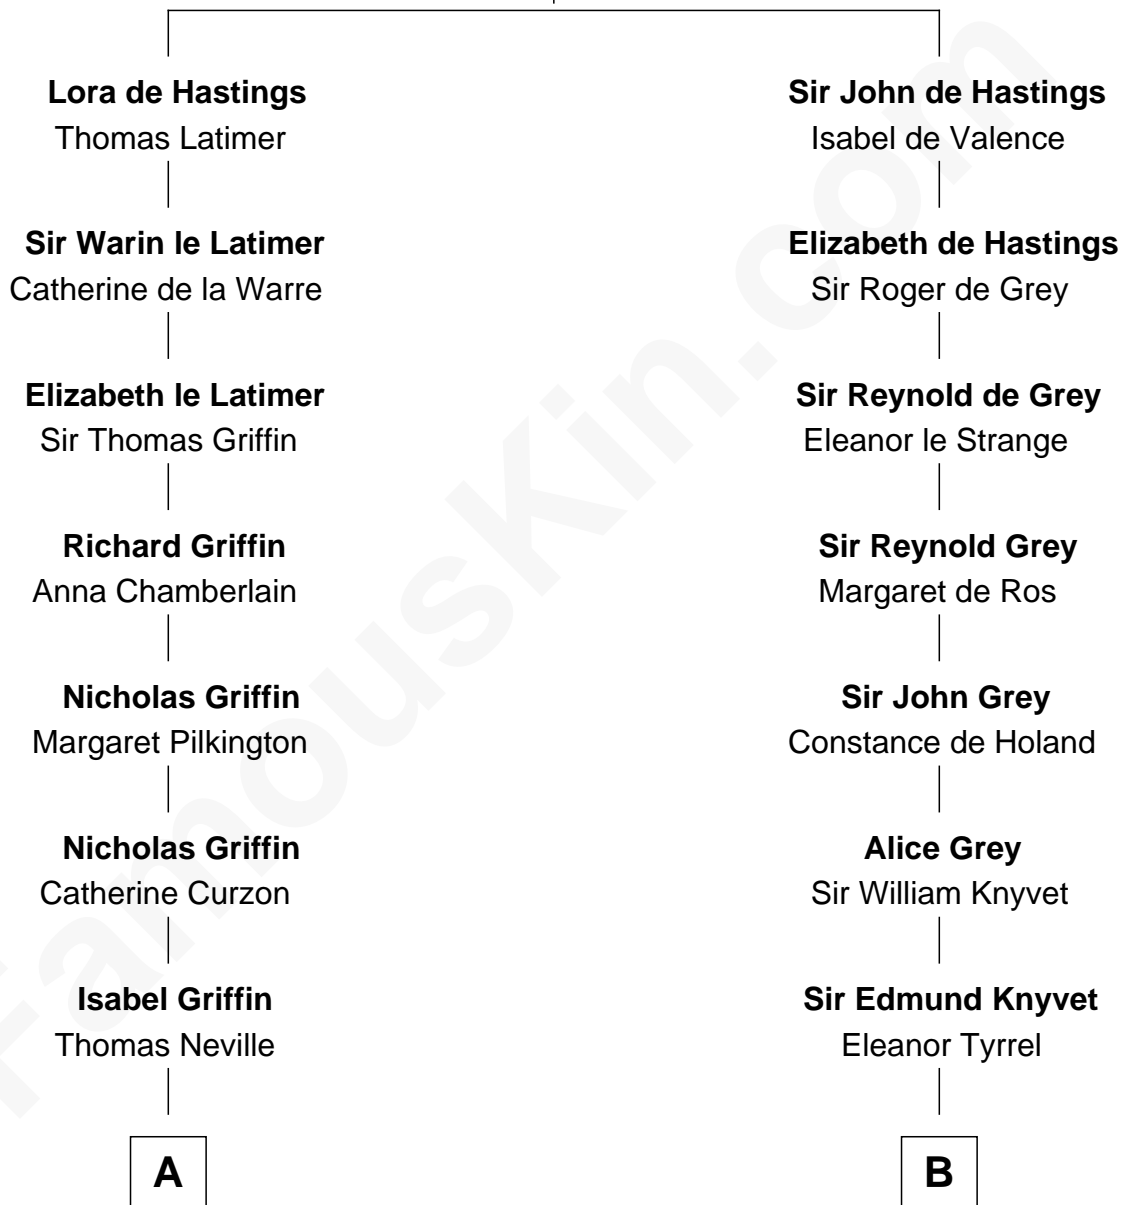 Lora de Hastings
Thomas Latimer
Sir Warin le Latimer
Catherine de la Warre
Elizabeth le Latimer
Sir Thomas Griffin
Richard Griffin
Anna Chamberlain
Nicholas Griffin
Margaret Pilkington
Nicholas Griffin
Catherine Curzon
Isabel Griffin
Thomas Neville
A
Sir John de Hastings
Isabel de Valence
Elizabeth de Hastings
Sir Roger de Grey
Sir Reynold de Grey
Eleanor le Strange
Sir Reynold Grey
Margaret de Ros
Sir John Grey
Constance de Holand
Alice Grey
Sir William Knyvet
Sir Edmund Knyvet
Eleanor Tyrrel
B
FamousKin.com